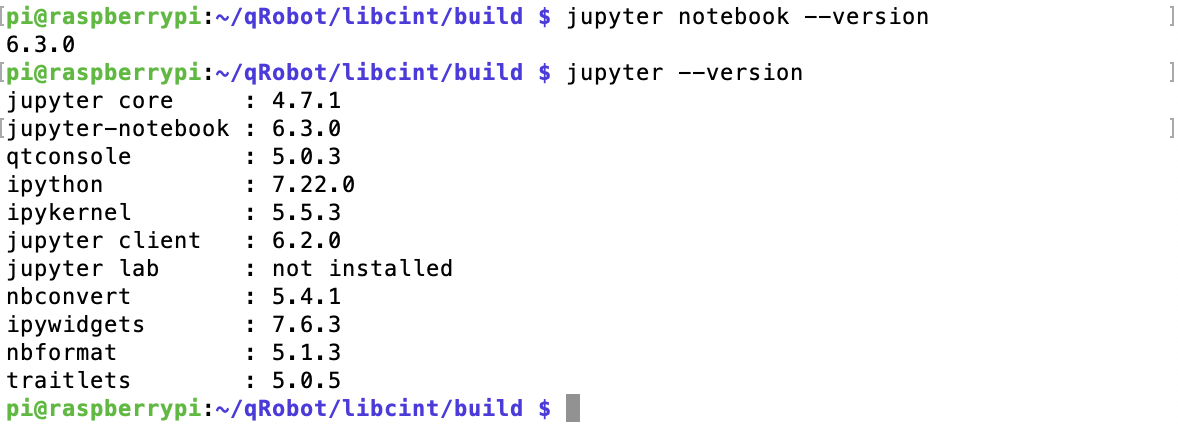 [pi@raspberrypi:~/qRobot/libcint/build $ jupyter notebook --version ]
6.3.0
[pi@raspberrypi:~/qRobot/libcint/build $ jupyter --version ]
jupyter core     : 4.7.1
[jupyter-notebook : 6.3.0 ]
qtconsole        : 5.0.3
ipython          : 7.22.0
ipykernel        : 5.5.3
jupyter client   : 6.2.0
jupyter lab      : not installed
nbconvert        : 5.4.1
ipywidgets       : 7.6.3
nbformat         : 5.1.3
traitlets        : 5.0.5
pi@raspberrypi:~/qRobot/libcint/build $